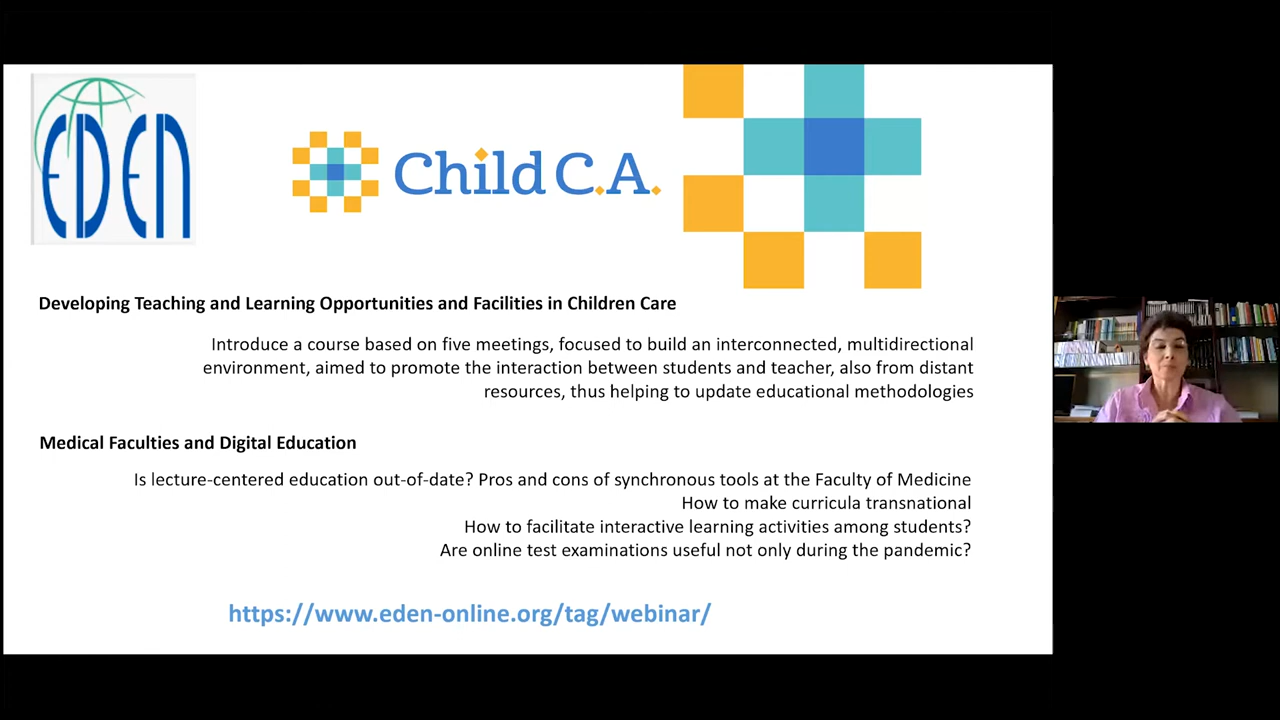 EDEN
Child C.A.
Developing Teaching and Learning Opportunities and Facilities in Children Care
Introduce a course based on five meetings, focused to build an interconnected, multidirectional
environment, aimed to promote the interaction between students and teacher, also from distant
resources, thus helping to update educational methodologies
Medical Faculties and Digital Education
Is lecture-centered education out-of-date? Pros and cons of synchronous tools at the Faculty of Medicine
How to make curricula transnational
How to facilitate interactive learning activities among students?
Are online test examinations useful not only during the pandemic?
https://www.eden-online.org/tag/webinar/